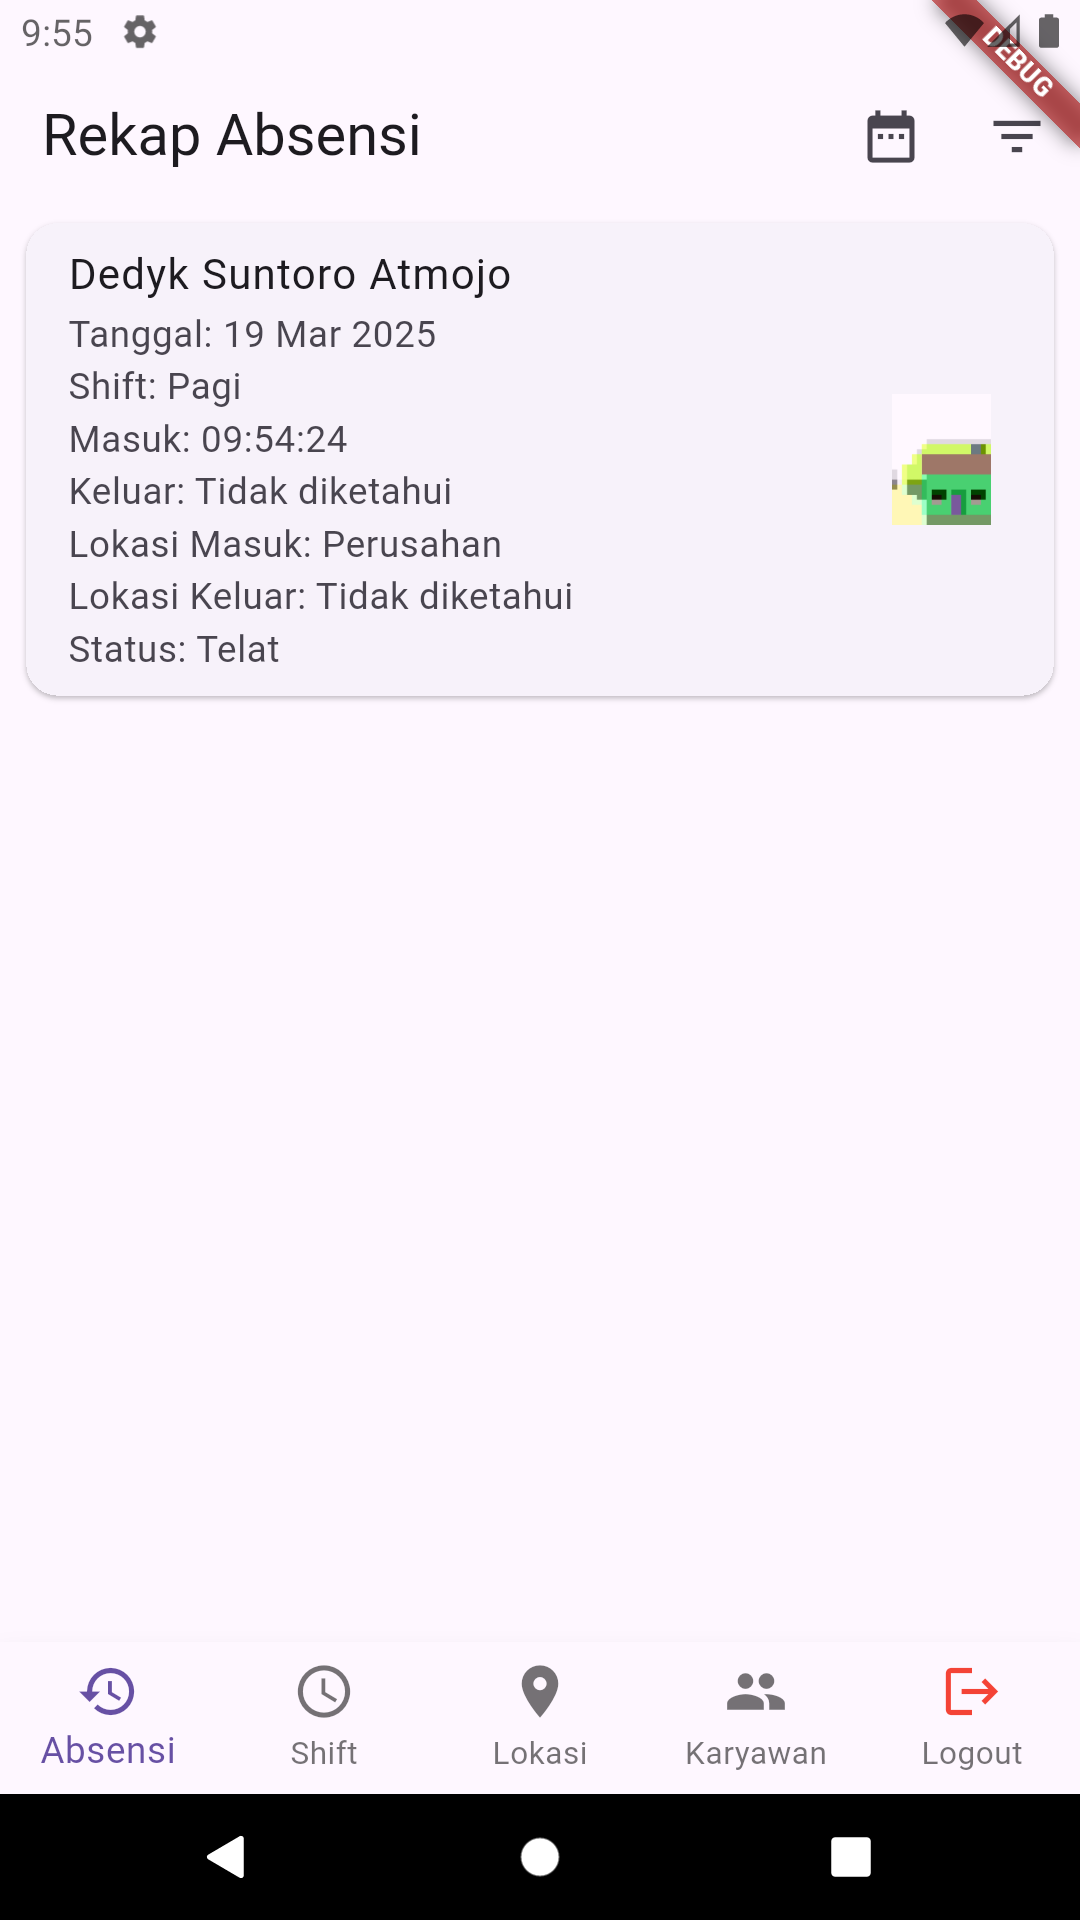 9:55
DEBUG
Rekap Absensi
Dedyk Suntoro Atmojo
Tanggal: 19 Mar 2025
Shift: Pagi
Masuk: 09:54:24
Keluar: Tidak diketahui
Lokasi Masuk: Perusahan
Lokasi Keluar: Tidak diketahui
Status: Telat
Absensi
Shift
Lokasi
Karyawan
Logout